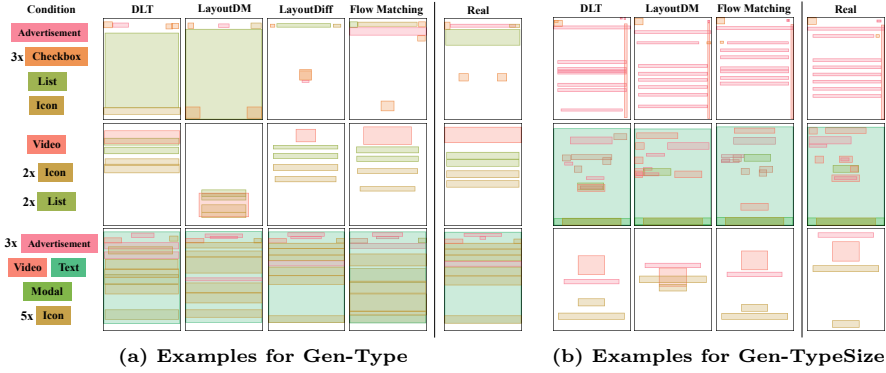 Condition DLT LayoutDM LayoutDiff Flow Matching Real DLT LayoutDM Flow Matching Real
Advertisement
3x Checkbox
List
Icon
Video
2x Icon
2x List
3x Advertisement
Video Text
Modal
5x Icon
(a) Examples for Gen-Type (b) Examples for Gen-TypeSize